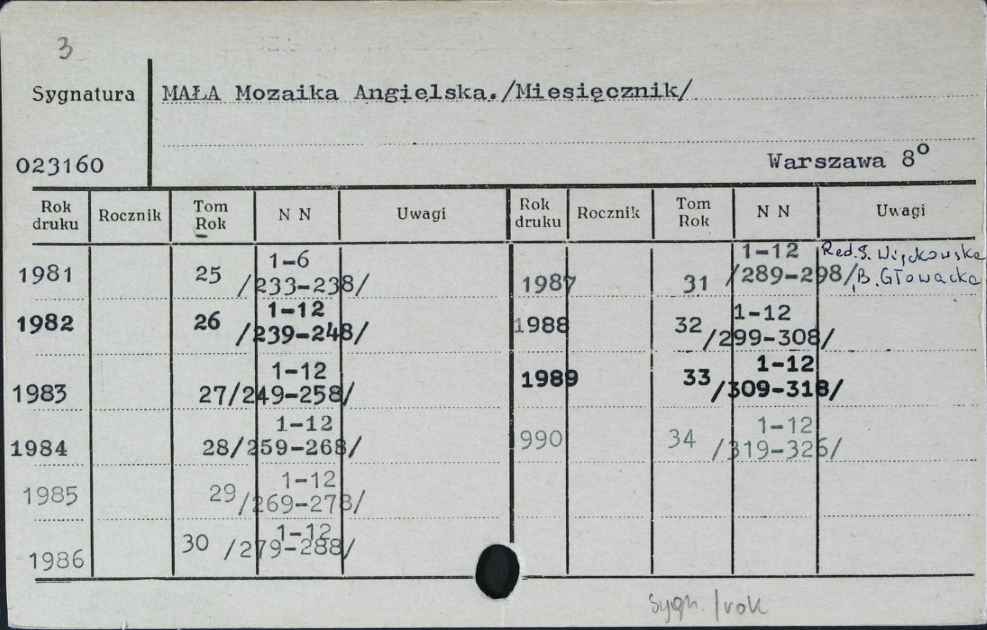 3
Sygnatura MAŁA Mozaika Angielska./Miesięcznik/
023160 Warszawa 8°
Rok druku Rocznik Tom Rok N N Uwagi Rok druku Rocznik Tom Rok N N Uwagi
1981 25 1-6 /233-238/
1982 26 1-12 /239-248/
1983 27 1-12 /249-258/
1984 28 1-12 /259-268/
1985 29 1-12 /269-278/
1986 30 1-12 /279-288/
1987 31 1-12 /289-298/ Red. J. Więckowska, B. Głowacka
1988 32 1-12 /299-308/
1989 33 1-12 /309-318/
990 34 1-12 /319-326/
Sygn. /rok